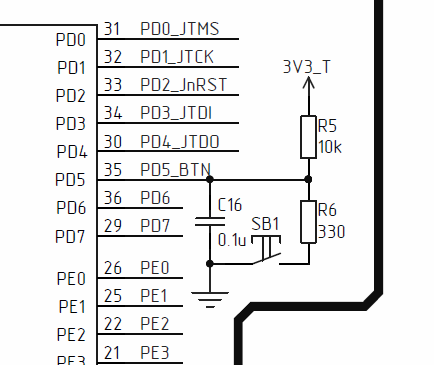 PD0 31 PD0_JTMS
PD1 32 PD1_JTCK
PD2 33 PD2_JnRST
PD3 34 PD3_JTDI
PD4 30 PD4_JTDO
PD5 35 PD5_BTN
PD6 36 PD6
PD7 29 PD7
PE0 26 PE0
PE1 25 PE1
PE2 22 PE2
PE3 21 PE3
3V3_T
R5
10k
C16
0.1u
SB1
R6
330